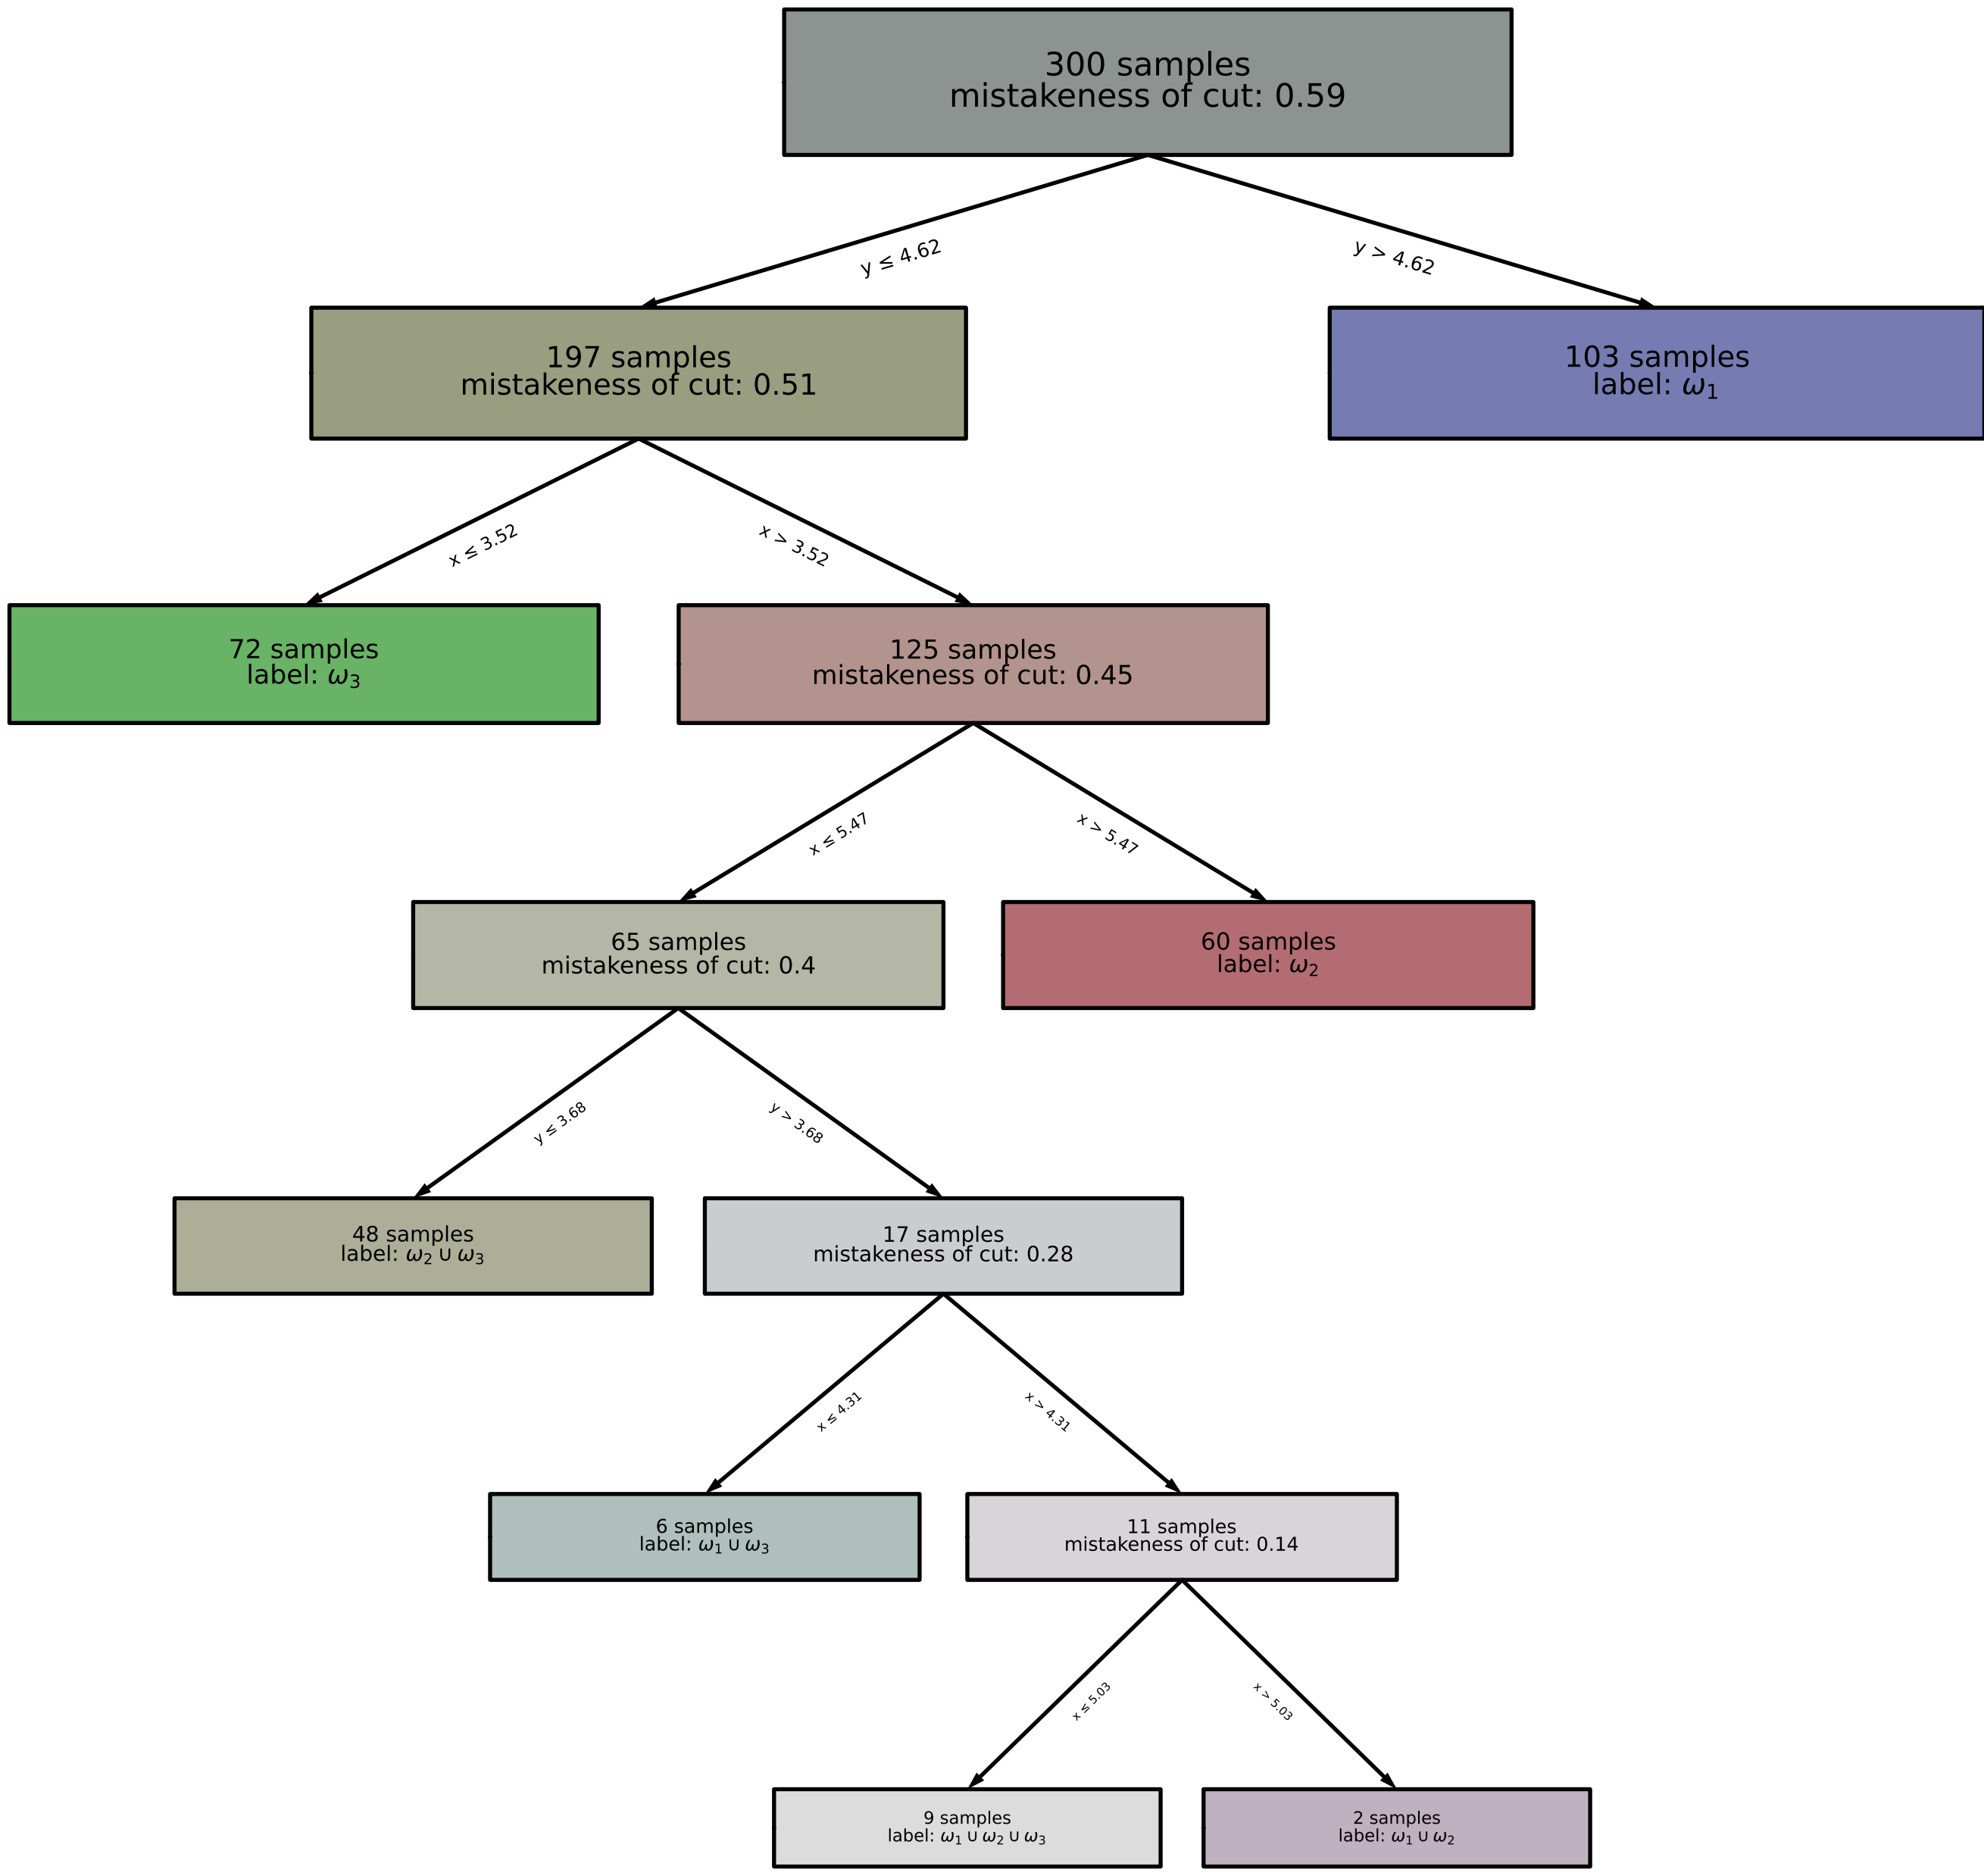 300 samples
mistakeness of cut: 0.59
y ≤ 4.62
y > 4.62
197 samples
mistakeness of cut: 0.51
103 samples
label: ω₁
x ≤ 3.52
x > 3.52
72 samples
label: ω₃
125 samples
mistakeness of cut: 0.45
x ≤ 5.47
x > 5.47
65 samples
mistakeness of cut: 0.4
60 samples
label: ω₂
y ≤ 3.68
y > 3.68
48 samples
label: ω₂ ∪ ω₃
17 samples
mistakeness of cut: 0.28
x ≤ 4.31
x > 4.31
6 samples
label: ω₁ ∪ ω₃
11 samples
mistakeness of cut: 0.14
x ≤ 5.03
x > 5.03
9 samples
label: ω₁ ∪ ω₂ ∪ ω₃
2 samples
label: ω₁ ∪ ω₂